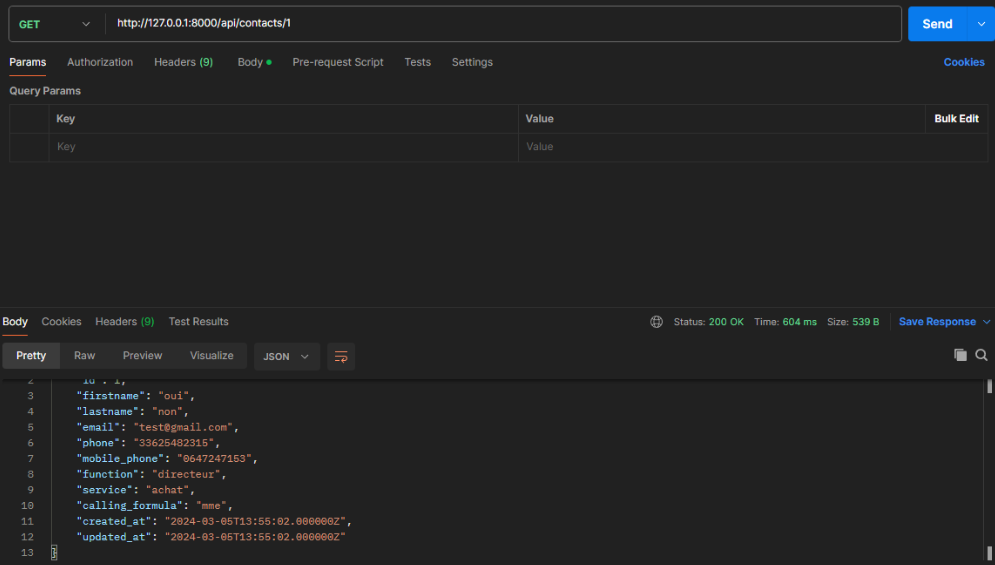 GET http://127.0.0.1:8000/api/contacts/1 Send
Params Authorization Headers (9) Body Pre-request Script Tests Settings Cookies
Query Params
Key Value Bulk Edit
Key Value
Body Cookies Headers (9) Test Results Status: 200 OK Time: 604 ms Size: 539 B Save Response
Pretty Raw Preview Visualize JSON
2 "id": 1,
3 "firstname": "oui",
4 "lastname": "non",
5 "email": "test@gmail.com",
6 "phone": "33625482315",
7 "mobile_phone": "0647247153",
8 "function": "directeur",
9 "service": "achat",
10 "calling_formula": "mme",
11 "created_at": "2024-03-05T13:55:02.000000Z",
12 "updated_at": "2024-03-05T13:55:02.000000Z"
13 }